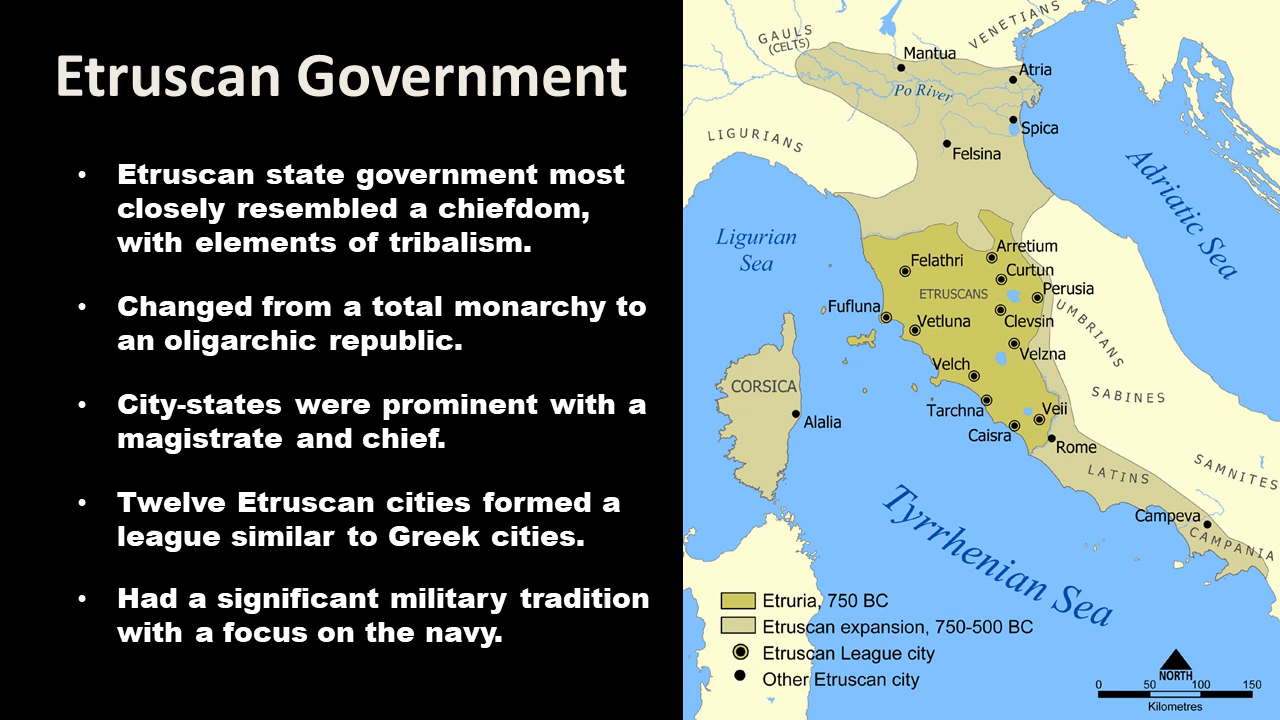 Etruscan Government
• Etruscan state government most
closely resembled a chiefdom,
with elements of tribalism.
• Changed from a total monarchy to
an oligarchic republic.
• City-states were prominent with a
magistrate and chief.
• Twelve Etruscan cities formed a
league similar to Greek cities.
• Had a significant military tradition
with a focus on the navy.
GAULS
(CELTS)
VENETIANS
Mantua
Atria
Po River
Spica
LIGURIANS
Felsina
Adriatic Sea
Ligurian
Sea
Arretium
Felathri
Curtun
ETRUSCANS
Perusia
Fufluna
Vetluna
Clevsin
UMBRIANS
Velzna
Velch
CORSICA
SABINES
Tarchna
Veii
Alalia
Caisra
Rome
LATINS
SAMNITES
Tyrrhenian Sea
Campeva
CAMPANIA
Etruria, 750 BC
Etruscan expansion, 750-500 BC
Etruscan League city
Other Etruscan city
NORTH
0 50 100 150
Kilometres